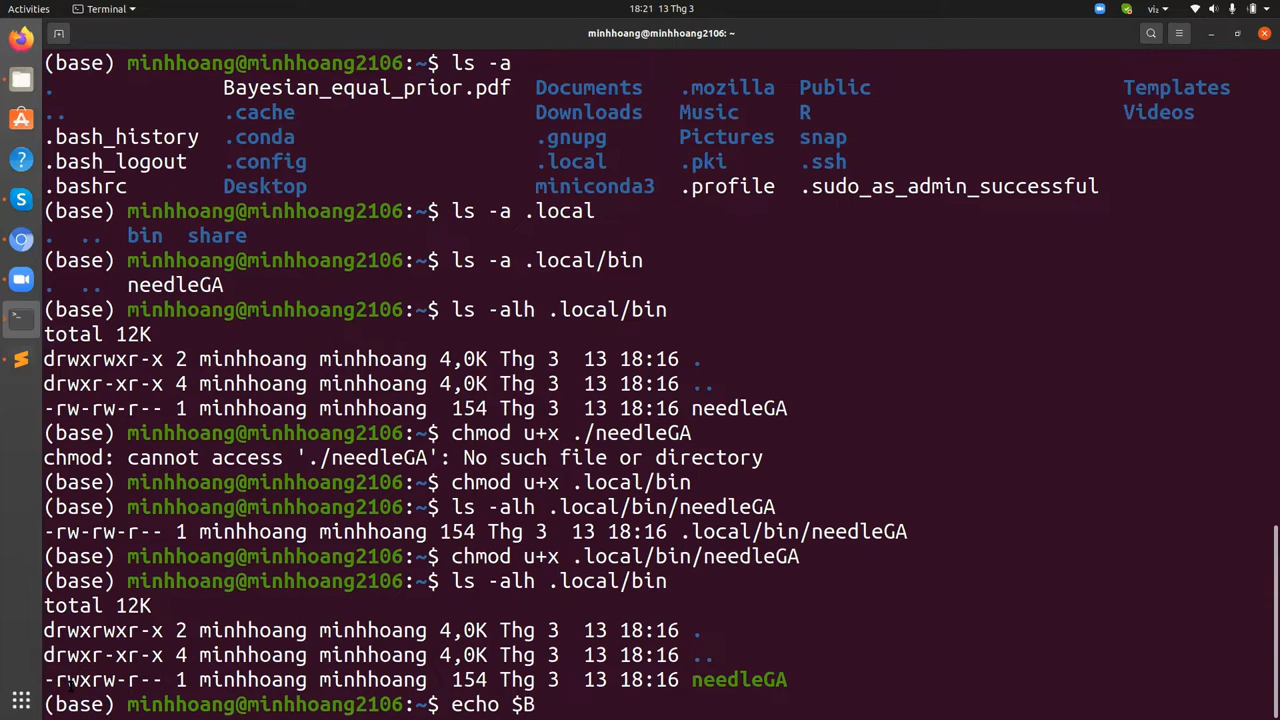 Activities Terminal 18:21 13 Thg 3 vi₂
minhhoang@minhhoang2106: ~
(base) minhhoang@minhhoang2106:~$ ls -a
. Bayesian_equal_prior.pdf Documents .mozilla Public Templates
.. .cache Downloads Music R Videos
.bash_history .conda .gnupg Pictures snap
.bash_logout .config .local .pki .ssh
.bashrc Desktop miniconda3 .profile .sudo_as_admin_successful
(base) minhhoang@minhhoang2106:~$ ls -a .local
. .. bin share
(base) minhhoang@minhhoang2106:~$ ls -a .local/bin
. .. needleGA
(base) minhhoang@minhhoang2106:~$ ls -alh .local/bin
total 12K
drwxrwxr-x 2 minhhoang minhhoang 4,0K Thg 3 13 18:16 .
drwxr-xr-x 4 minhhoang minhhoang 4,0K Thg 3 13 18:16 ..
-rw-rw-r-- 1 minhhoang minhhoang 154 Thg 3 13 18:16 needleGA
(base) minhhoang@minhhoang2106:~$ chmod u+x ./needleGA
chmod: cannot access './needleGA': No such file or directory
(base) minhhoang@minhhoang2106:~$ chmod u+x .local/bin
(base) minhhoang@minhhoang2106:~$ ls -alh .local/bin/needleGA
-rw-rw-r-- 1 minhhoang minhhoang 154 Thg 3 13 18:16 .local/bin/needleGA
(base) minhhoang@minhhoang2106:~$ chmod u+x .local/bin/needleGA
(base) minhhoang@minhhoang2106:~$ ls -alh .local/bin
total 12K
drwxrwxr-x 2 minhhoang minhhoang 4,0K Thg 3 13 18:16 .
drwxr-xr-x 4 minhhoang minhhoang 4,0K Thg 3 13 18:16 ..
-rwxrw-r-- 1 minhhoang minhhoang 154 Thg 3 13 18:16 needleGA
(base) minhhoang@minhhoang2106:~$ echo $B